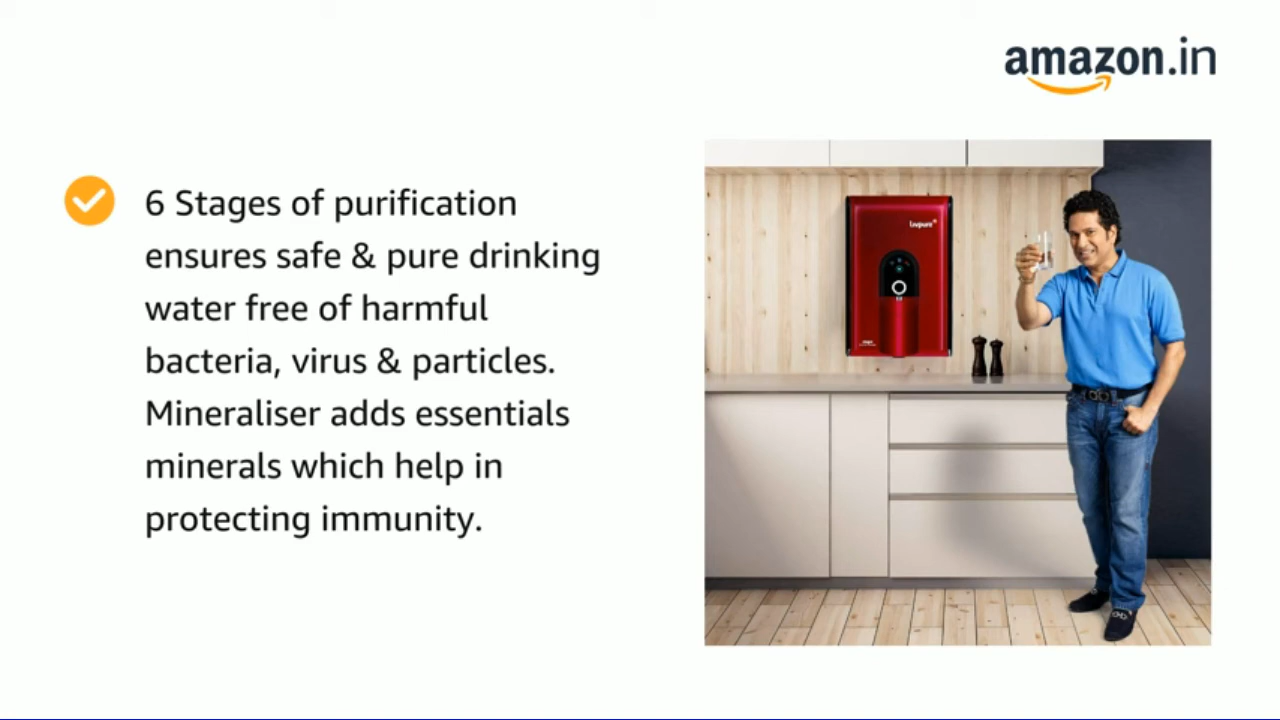 amazon.in
6 Stages of purification
ensures safe & pure drinking
water free of harmful
bacteria, virus & particles.
Mineraliser adds essentials
minerals which help in
protecting immunity.
Livpure